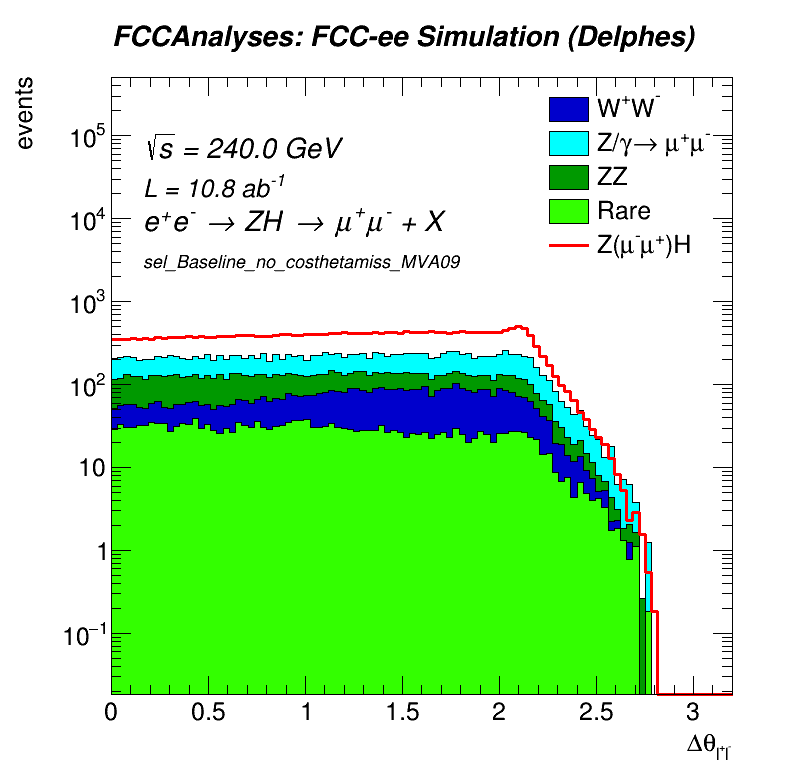 FCCAnalyses: FCC-ee Simulation (Delphes)
events
√s = 240.0 GeV
L = 10.8 ab⁻¹
e⁺e⁻ → ZH → μ⁺μ⁻ + X
sel_Baseline_no_costhetamiss_MVA09
W⁺W⁻
Z/γ→ μ⁺μ⁻
ZZ
Rare
Z(μ⁻μ⁺)H
10⁵
10⁴
10³
10²
10
1
10⁻¹
0 0.5 1 1.5 2 2.5 3
Δθ_l⁺l⁻